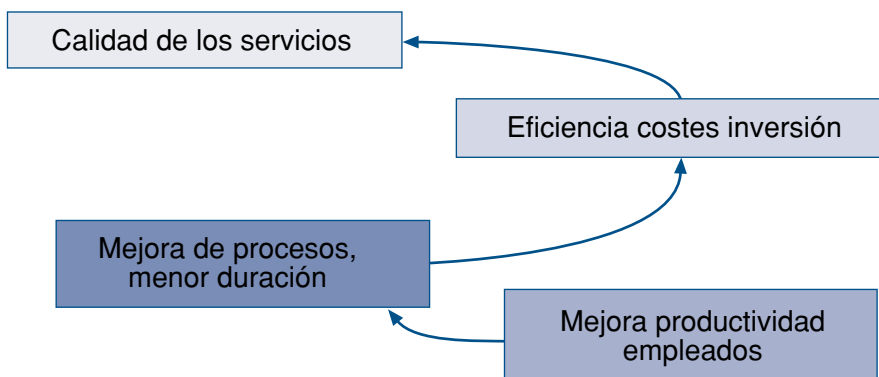 Calidad de los servicios
Eficiencia costes inversión
Mejora de procesos,
menor duración
Mejora productividad
empleados